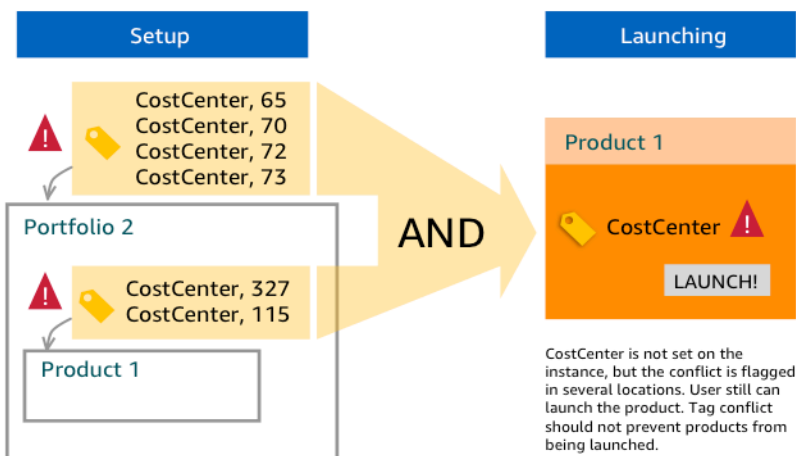 Setup
CostCenter, 65
CostCenter, 70
CostCenter, 72
CostCenter, 73
Portfolio 2
CostCenter, 327
CostCenter, 115
Product 1
AND
Launching
Product 1
CostCenter
LAUNCH!
CostCenter is not set on the
instance, but the conflict is flagged
in several locations. User still can
launch the product. Tag conflict
should not prevent products from
being launched.